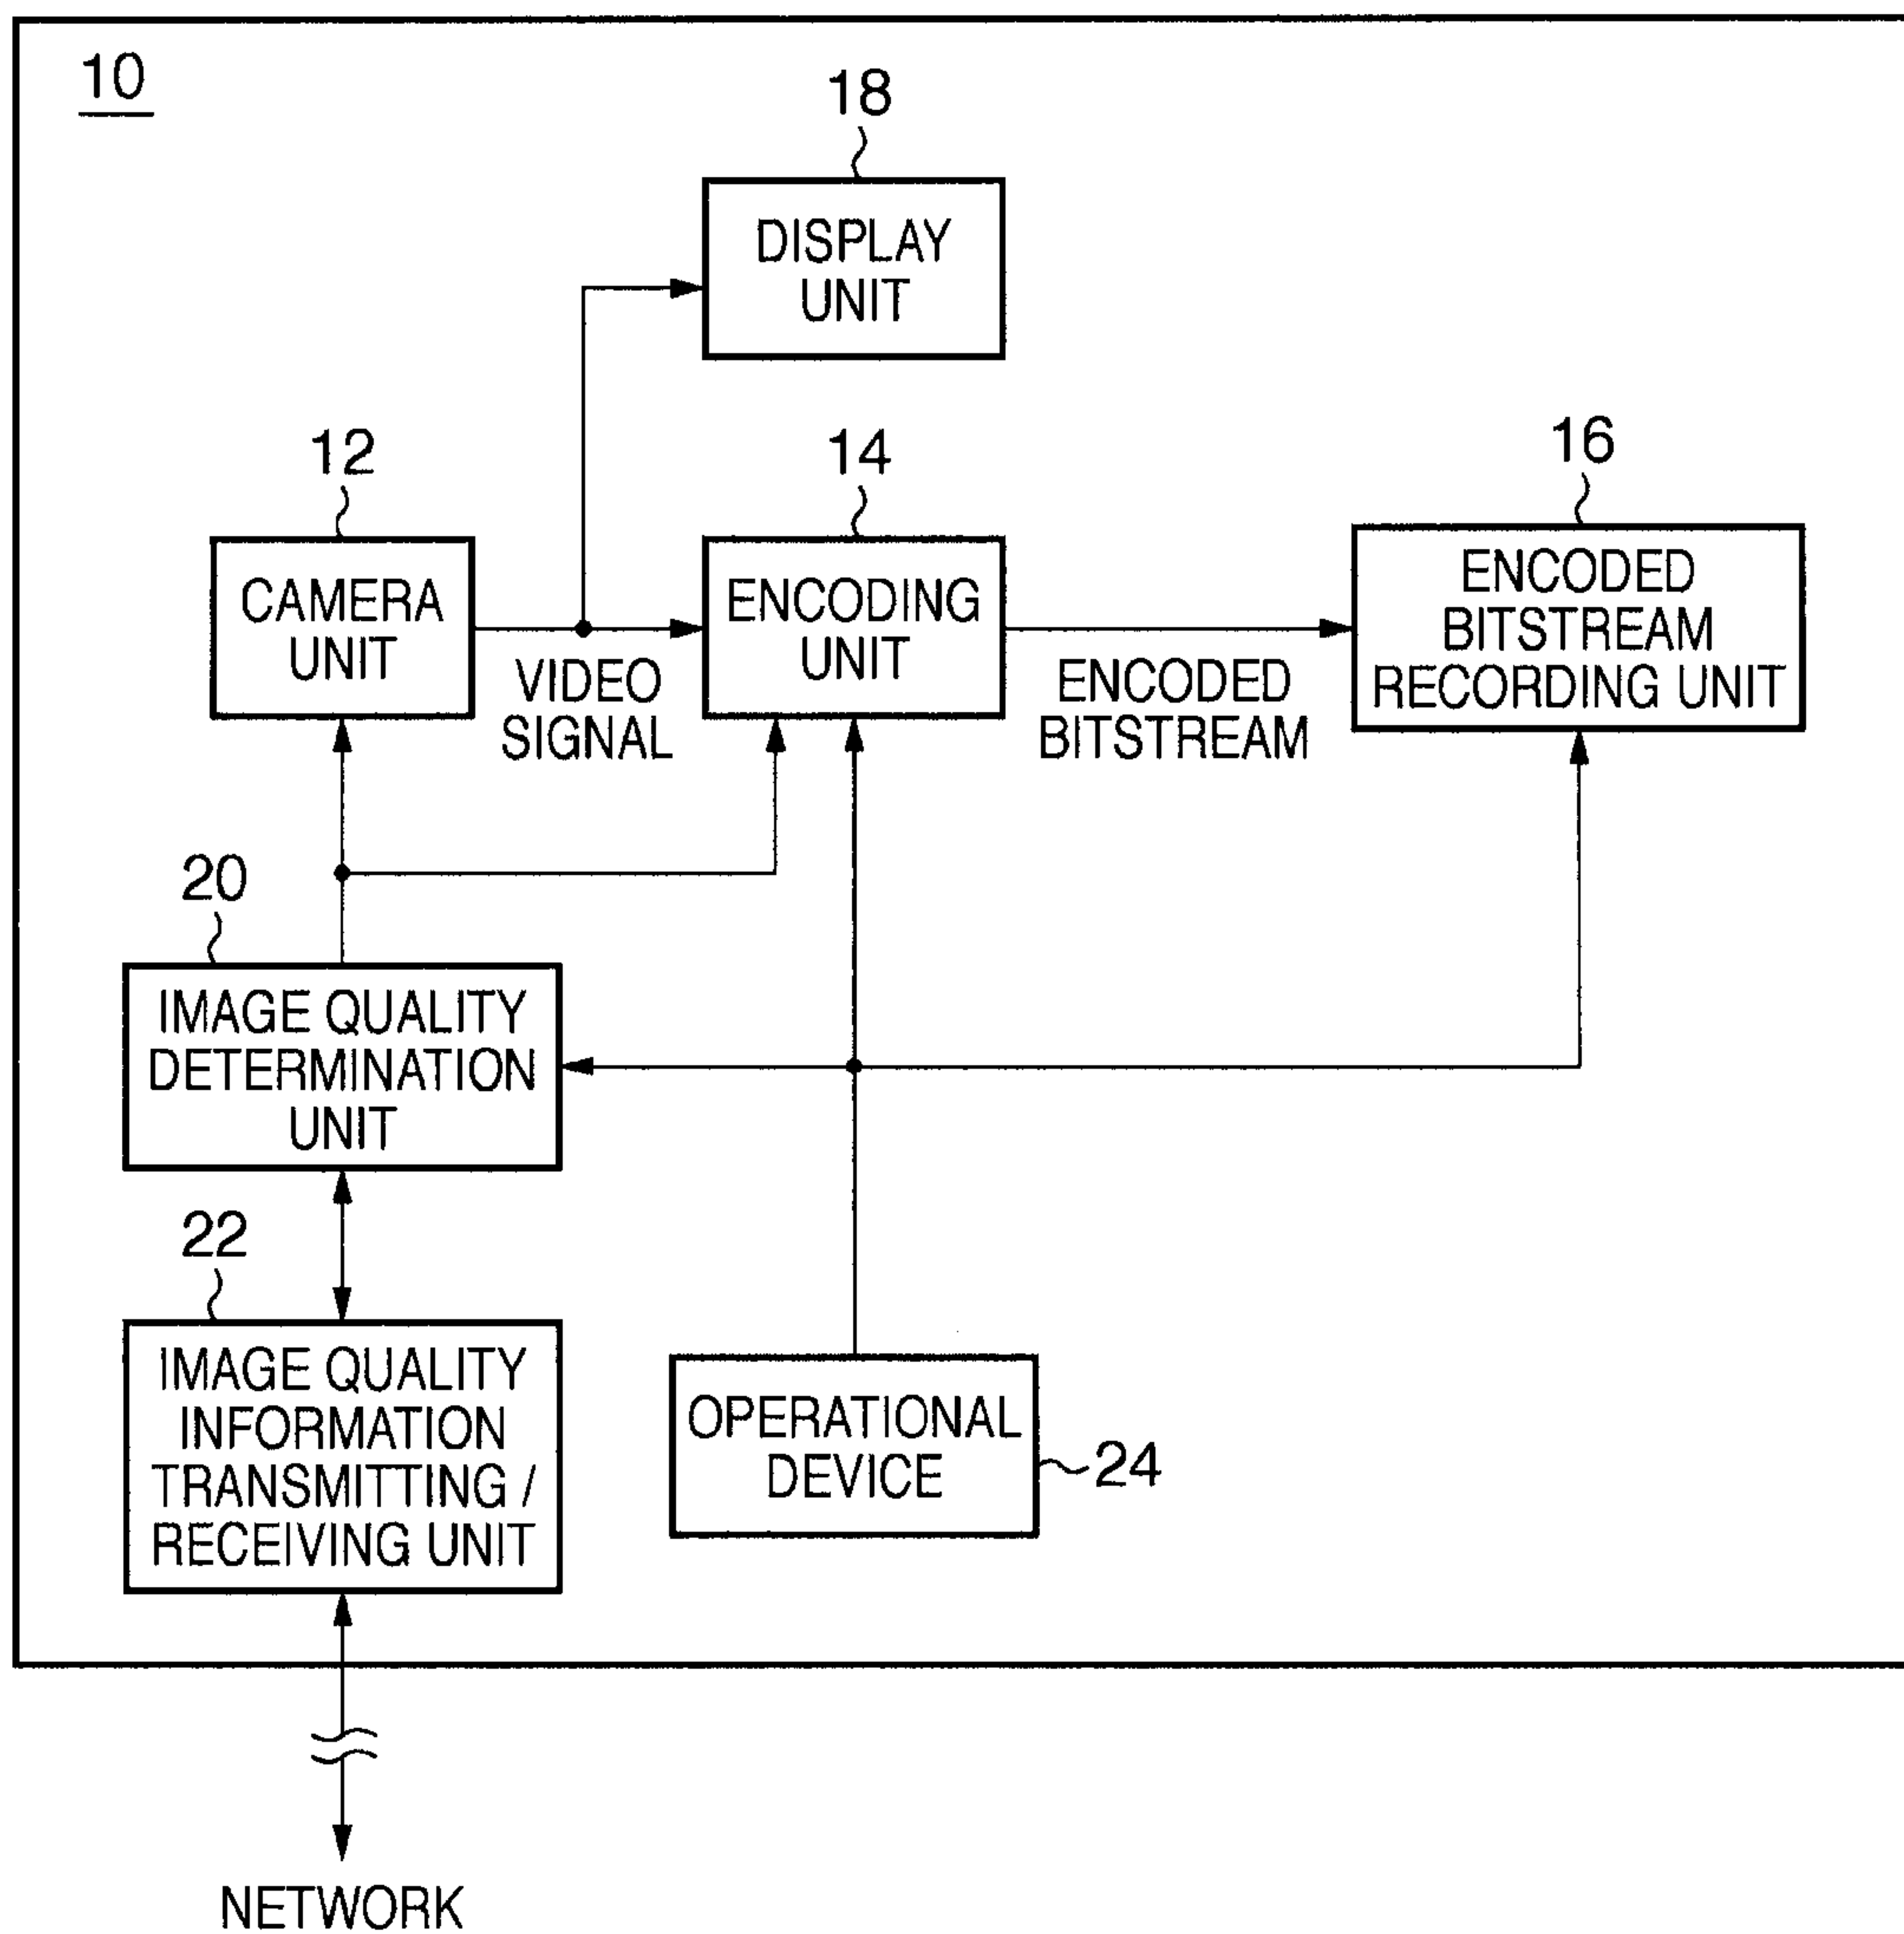 10
18
DISPLAY
UNIT
12
14
16
CAMERA
UNIT
VIDEO
SIGNAL
ENCODING
UNIT
ENCODED
BITSTREAM
ENCODED
BITSTREAM
RECORDING UNIT
20
IMAGE QUALITY
DETERMINATION
UNIT
22
IMAGE QUALITY
INFORMATION
TRANSMITTING /
RECEIVING UNIT
OPERATIONAL
DEVICE
24
NETWORK